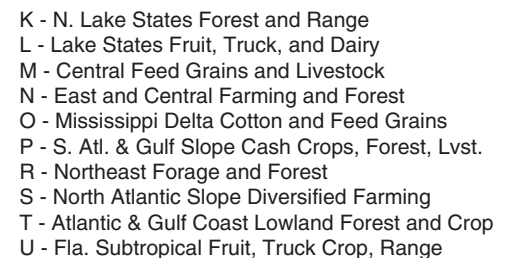 K - N. Lake States Forest and Range
L - Lake States Fruit, Truck, and Dairy
M - Central Feed Grains and Livestock
N - East and Central Farming and Forest
O - Mississippi Delta Cotton and Feed Grains
P - S. Atl. & Gulf Slope Cash Crops, Forest, Lvst.
R - Northeast Forage and Forest
S - North Atlantic Slope Diversified Farming
T - Atlantic & Gulf Coast Lowland Forest and Crop
U - Fla. Subtropical Fruit, Truck Crop, Range